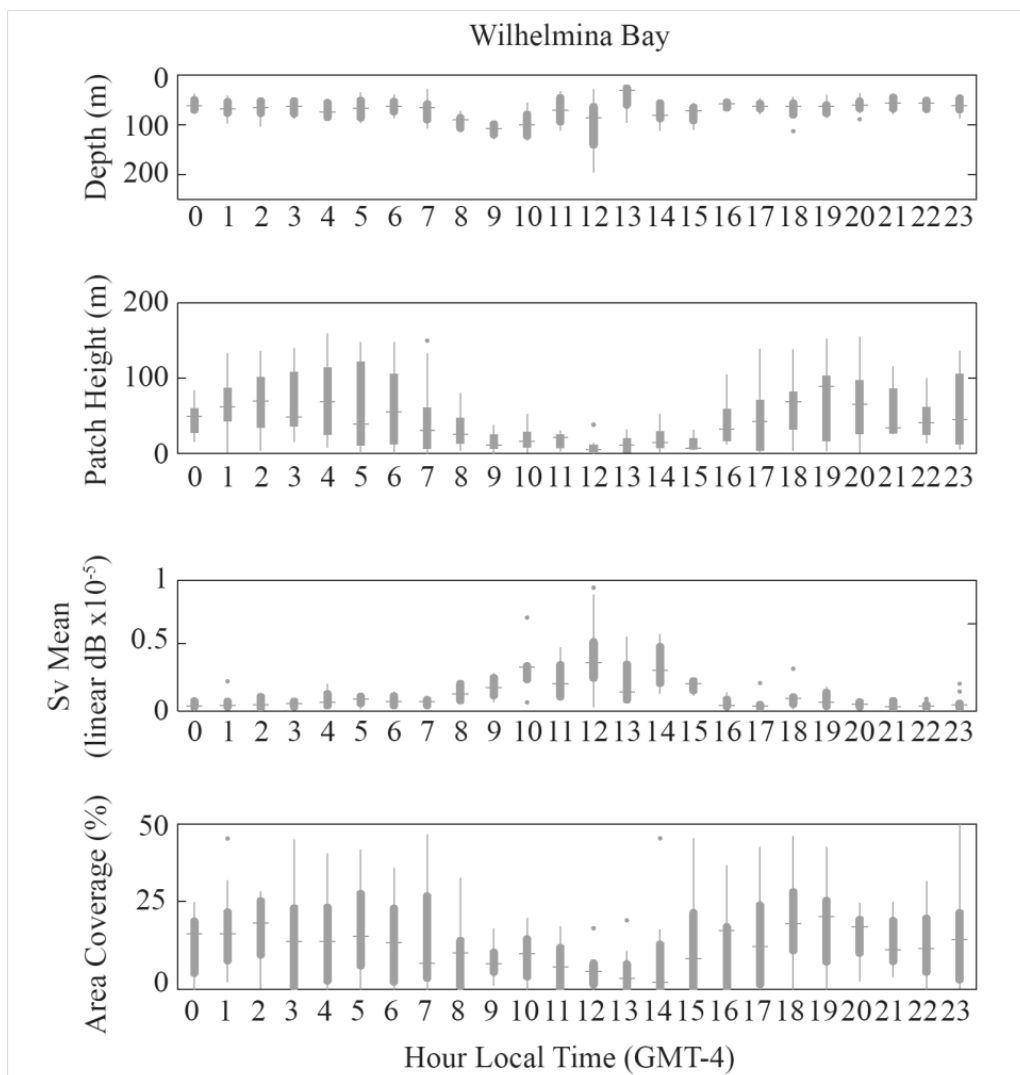 Wilhelmina Bay
Depth (m)
0
100
200
0 1 2 3 4 5 6 7 8 9 10 11 12 13 14 15 16 17 18 19 20 21 22 23
Patch Height (m)
200
100
0
0 1 2 3 4 5 6 7 8 9 10 11 12 13 14 15 16 17 18 19 20 21 22 23
Sv Mean
(linear dB x10⁻⁵)
1
0.5
0
0 1 2 3 4 5 6 7 8 9 10 11 12 13 14 15 16 17 18 19 20 21 22 23
Area Coverage (%)
50
25
0
0 1 2 3 4 5 6 7 8 9 10 11 12 13 14 15 16 17 18 19 20 21 22 23
Hour Local Time (GMT-4)